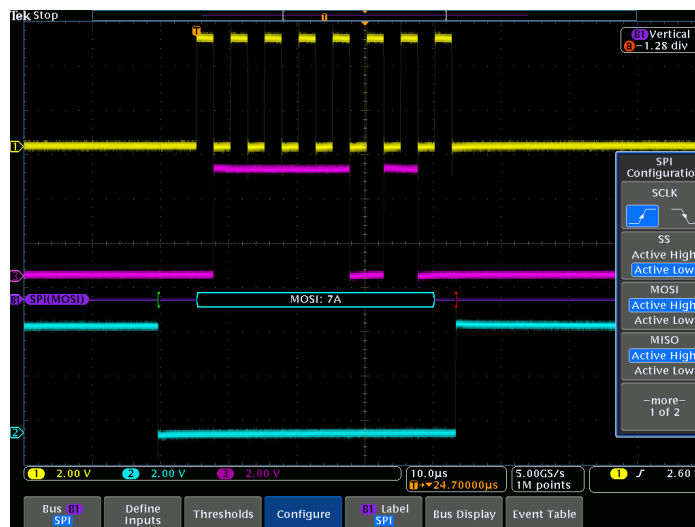 Tek Stop
T
T
B1 Vertical
a -1.28 div
1
SPI
Configuratio
SCLK
SS
Active High
Active Low
MOSI
Active High
Active Low
MISO
Active High
Active Low
—more—
1 of 2
3
B1 SPI(MOSI)
MOSI: 7A
2
1 2.00 V
2 2.00 V
3 2.00 V
10.0µs
T→▼24.70000µs
5.00GS/s
1M points
1 2.60
Bus B1
SPI
Define
Inputs
Thresholds
Configure
B1 Label
SPI
Bus Display
Event Table